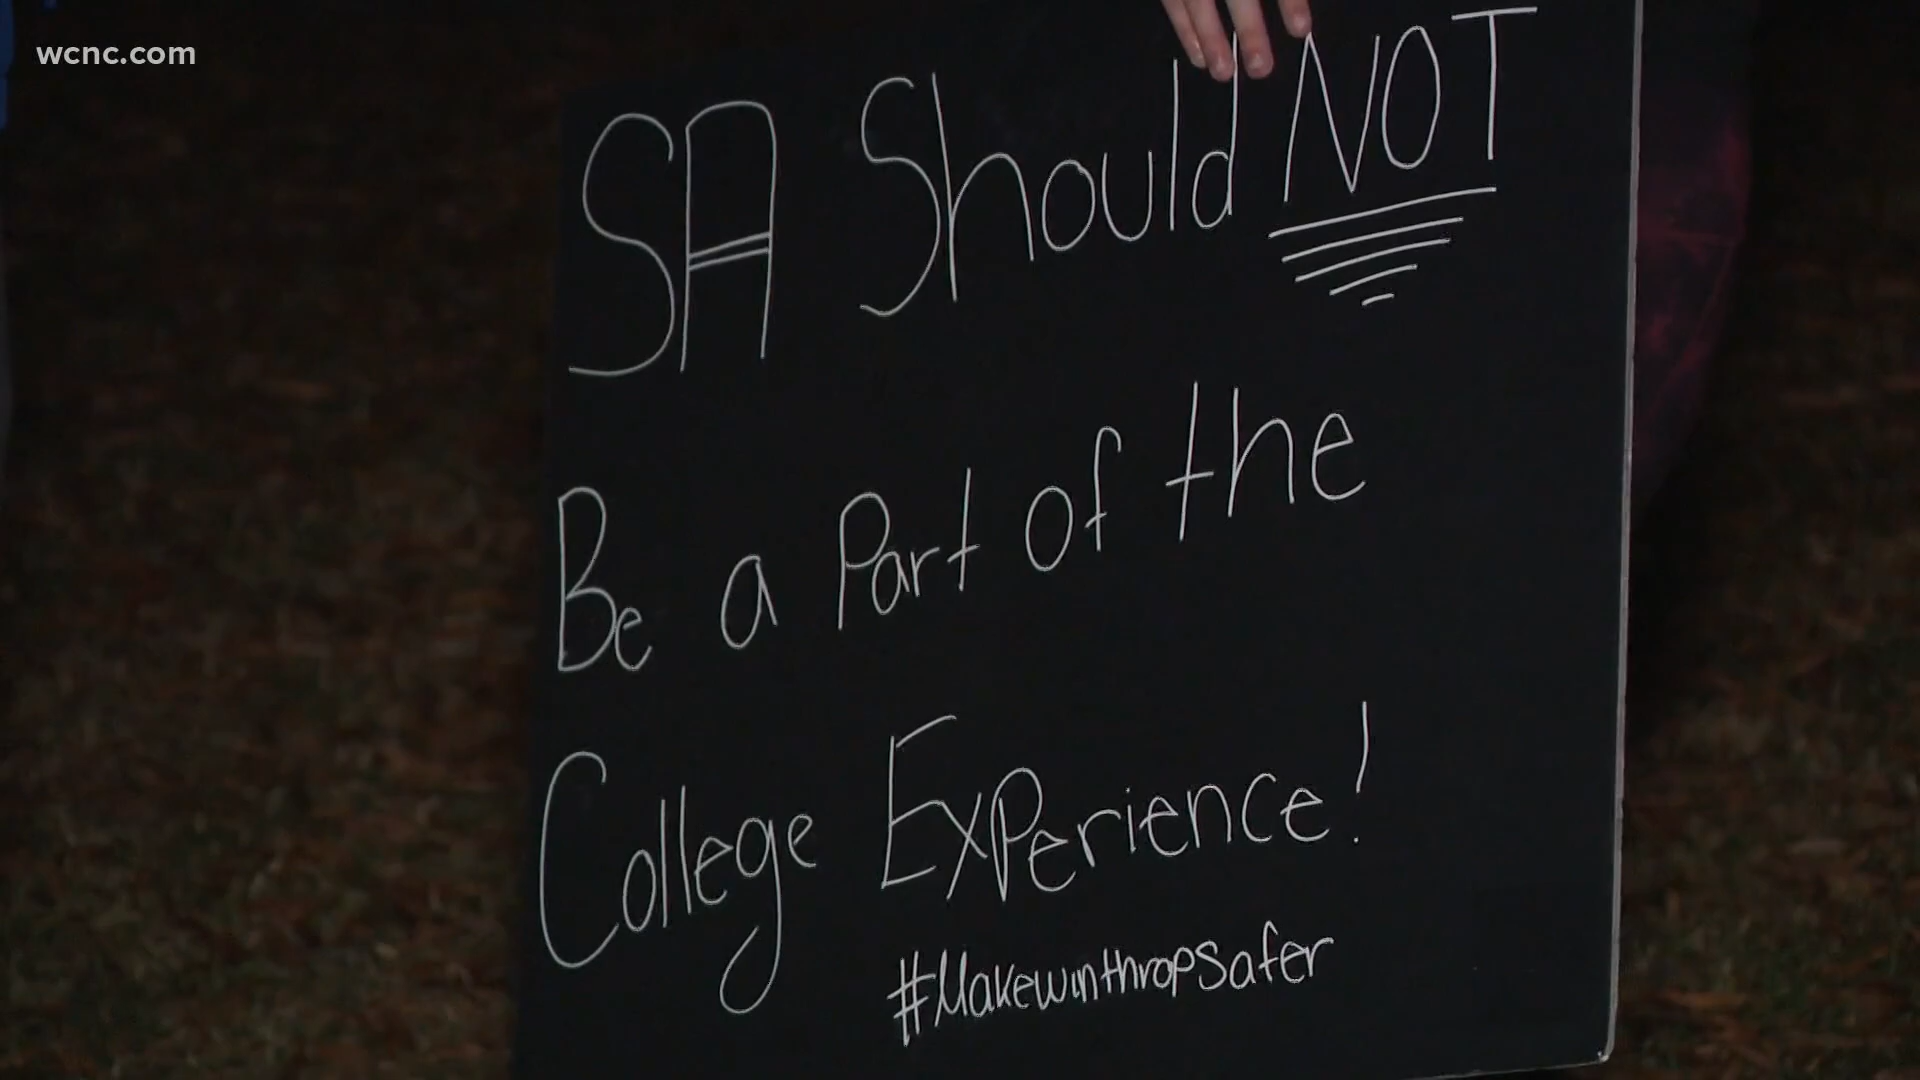 wcnc.com
SA Should NOT
Be a Part of the
College Experience!
#Makewinthropsafer